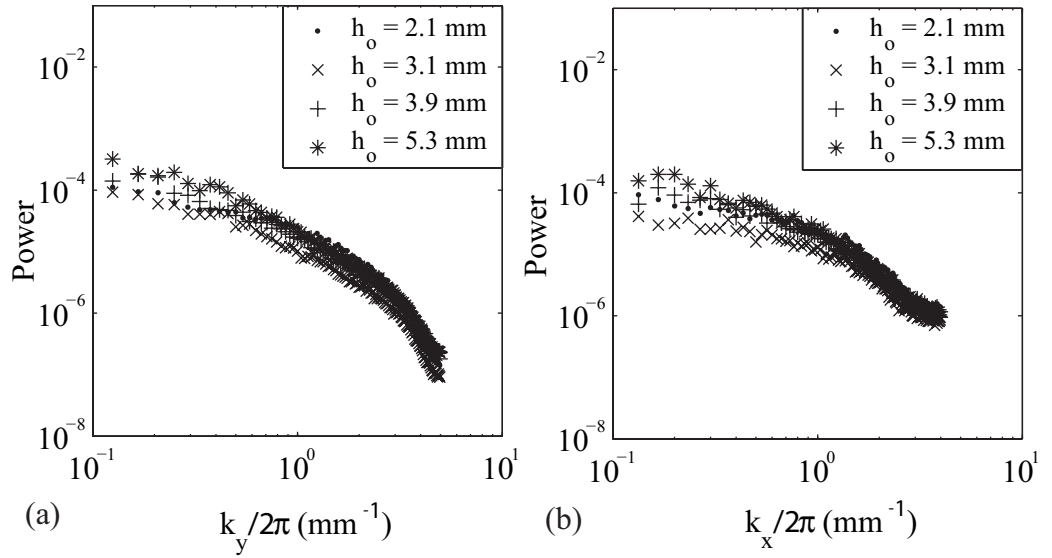 h_o = 2.1 mm
h_o = 3.1 mm
h_o = 3.9 mm
h_o = 5.3 mm
10^-2
10^-4
10^-6
10^-8
Power
10^-1
10^0
10^1
(a)
k_y/2π (mm^-1)
h_o = 2.1 mm
h_o = 3.1 mm
h_o = 3.9 mm
h_o = 5.3 mm
10^-2
10^-4
10^-6
10^-8
Power
10^-1
10^0
10^1
(b)
k_x/2π (mm^-1)